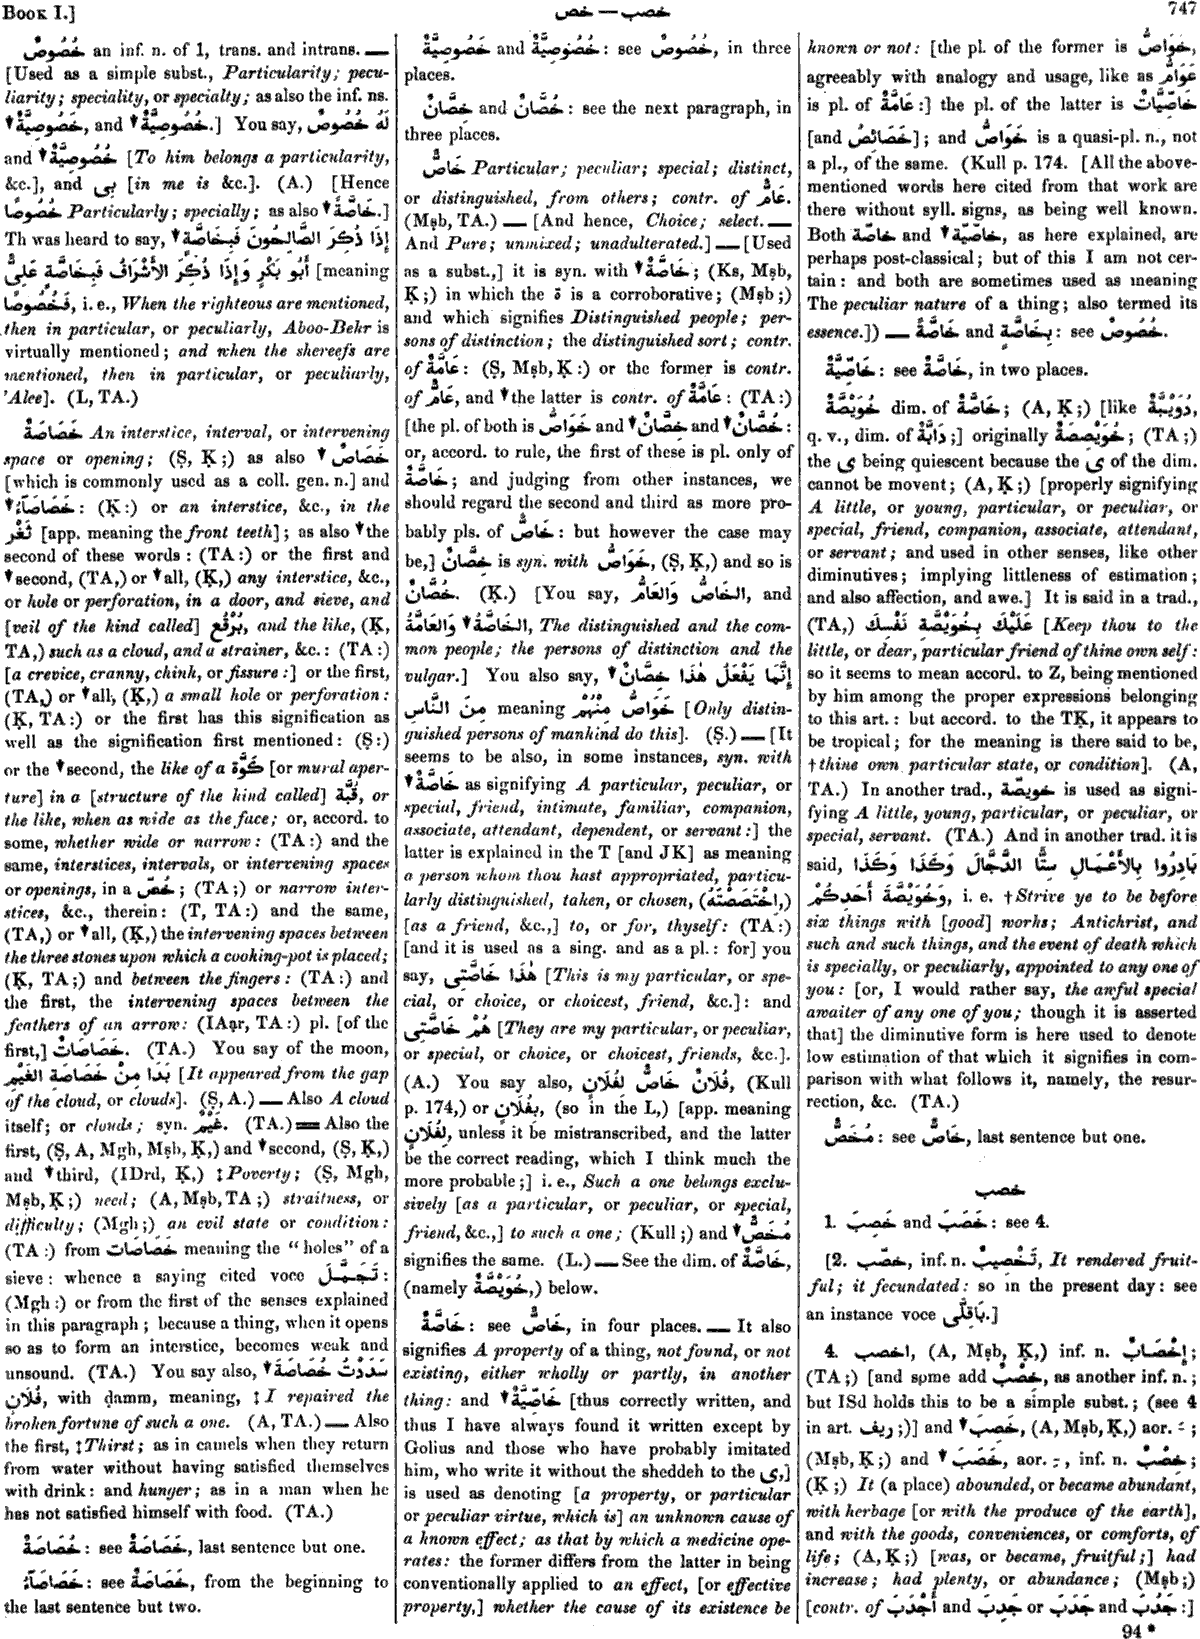 BOOK I.]
خص — خصب
747
خُصُوصٌ an inf. n. of 1, trans. and intrans. —
[Used as a simple subst., Particularity; pecu-
liarity; speciality, or specialty; as also the inf. ns.
▼ خَصُوصِيَّةٌ, and ▼ خُصُوصِيَّةٌ.] You say, لَهُ خُصُوصٌ
and ▼ خُصُوصِيَّةٌ [To him belongs a particularity,
&c.], and بِى [in me is &c.]. (A.) [Hence
خُصُوصًا Particularly; specially; as also ▼ خَاصَّةً.]
Th was heard to say, إِذَا ذُكِرَ الصَّالِحُونَ فَبِخَاصَّةٍ ▼
أَبُو بَكْرٍ وَإِذَا ذُكِرَ الأَشْرَافُ فَبِخَاصَّةٍ عَلِىٌّ [meaning
فَخُصُوصًا, i. e., When the righteous are mentioned,
then in particular, or peculiarly, Aboo-Bekr is
virtually mentioned; and when the shereefs are
mentioned, then in particular, or peculiarly,
'Alee]. (L, TA.)
خَصَاصَةٌ An interstice, interval, or intervening
space or opening; (Ṣ, Ḳ;) as also ▼ خَصَاصٌ
[which is commonly used as a coll. gen. n.] and
▼ خَصَاصَآءُ: (Ḳ:) or an interstice, &c., in the
ثَغْر [app. meaning the front teeth]; as also ▼ the
second of these words: (TA:) or the first and
▼ second, (TA,) or ▼ all, (Ḳ,) any interstice, &c.,
or hole or perforation, in a door, and sieve, and
[veil of the kind called] بُرْقُع, and the like, (Ḳ,
TA,) such as a cloud, and a strainer, &c.: (TA:)
[a crevice, cranny, chink, or fissure:] or the first,
(TA,) or ▼ all, (Ḳ,) a small hole or perforation:
(Ḳ, TA:) or the first has this signification as
well as the signification first mentioned: (Ṣ:)
or the ▼ second, the like of a كُوَّة [or mural aper-
ture] in a [structure of the kind called] قُبَّة, or
the like, when as wide as the face; or, accord. to
some, whether wide or narrow: (TA:) and the
same, interstices, intervals, or intervening spaces
or openings, in a خُصّ; (TA;) or narrow inter-
stices, &c., therein: (T, TA:) and the same,
(TA,) or ▼ all, (Ḳ,) the intervening spaces between
the three stones upon which a cooking-pot is placed;
(Ḳ, TA;) and between the fingers: (TA:) and
the first, the intervening spaces between the
feathers of an arrow: (IAạr, TA:) pl. [of the
first,] خَصَاصَاتٌ. (TA.) You say of the moon,
بَدَا مِنْ خَصَاصَةِ الغَيْمِ [It appeared from the gap
of the cloud, or clouds]. (Ṣ, A.) — Also A cloud
itself; or clouds; syn. غَيْمٌ. (TA.) = Also the
first, (Ṣ, A, Mgh, Mṣb, Ḳ,) and ▼ second, (Ṣ, Ḳ,)
and ▼ third, (IDrd, Ḳ,) ‡ Poverty; (Ṣ, Mgh,
Mṣb, Ḳ;) need; (A, Mṣb, TA;) straitness, or
difficulty; (Mgh;) an evil state or condition:
(TA:) from خَصَاصَات meaning the "holes" of a
sieve: whence a saying cited voce تَجَمَّلَ:
(Mgh:) or from the first of the senses explained
in this paragraph; because a thing, when it opens
so as to form an interstice, becomes weak and
unsound. (TA.) You say also, سَدَدْتُ خُصَاصَةَ ▼
فُلَانٍ, with ḍamm, meaning, ‡ I repaired the
broken fortune of such a one. (A, TA.) — Also
the first, ‡ Thirst; as in camels when they return
from water without having satisfied themselves
with drink: and hunger; as in a man when he
has not satisfied himself with food. (TA.)
خُصَاصَةٌ: see خَصَاصَةٌ, last sentence but one.
خَصَاصَآءُ: see خَصَاصَةٌ, from the beginning to
the last sentence but two.
خَصُوصِيَّةٌ and خُصُوصِيَّةٌ: see خُصُوصٌ, in three
places.
خِصَّانٌ and خُصَّانٌ: see the next paragraph, in
three places.
خَاصٌّ Particular; peculiar; special; distinct,
or distinguished, from others; contr. of عَامٌّ.
(Mṣb, TA.) — [And hence, Choice; select. —
And Pure; unmixed; unadulterated.] — [Used
as a subst.,] it is syn. with ▼ خَاصَّةٌ; (Ks, Mṣb,
Ḳ;) in which the ة is a corroborative; (Mṣb;)
and which signifies Distinguished people; per-
sons of distinction; the distinguished sort; contr.
of عَامَّةٌ: (Ṣ, Mṣb, Ḳ:) or the former is contr.
of عَامٌّ, and ▼ the latter is contr. of عَامَّةٌ: (TA:)
[the pl. of both is خَوَاصُّ and ▼ خِصَّانٌ and ▼ خُصَّانٌ:
or, accord. to rule, the first of these is pl. only of
خَاصَّةٌ; and judging from other instances, we
should regard the second and third as more pro-
bably pls. of خَاصٌّ: but however the case may
be,] خِصَّانٌ is syn. with خَوَاصُّ, (Ṣ, Ḳ,) and so is
خُصَّانٌ. (Ḳ.) [You say, الخَاصُّ وَالعَامُّ, and
الخَاصَّةُ ▼ وَالعَامَّةُ, The distinguished and the com-
mon people; the persons of distinction and the
vulgar.] You also say, إِنَّمَا يَفْعَلُ هٰذَا خِصَّانٌ ▼
مِنَ النَّاسِ meaning خَوَاصُّ مِنْهُمْ [Only distin-
guished persons of mankind do this]. (Ṣ.) — [It
seems to be also, in some instances, syn. with
▼ خَاصَّةٌ as signifying A particular, peculiar, or
special, friend, intimate, familiar, companion,
associate, attendant, dependent, or servant:] the
latter is explained in the T [and JK] as meaning
a person whom thou hast appropriated, particu-
larly distinguished, taken, or chosen, (اِخْتَصَصْتَهُ,)
[as a friend, &c.,] to, or for, thyself: (TA:)
[and it is used as a sing. and as a pl.: for] you
say, هٰذَا خَاصَّتِى [This is my particular, or spe-
cial, or choice, or choicest, friend, &c.]: and
هُمْ خَاصَّتِى [They are my particular, or peculiar,
or special, or choice, or choicest, friends, &c.].
(A.) You say also, فُلَانٌ خَاصٌّ لِفُلَانٍ, (Kull
p. 174,) or بِفُلَانٍ, (so in the L,) [app. meaning
لِفُلَانٍ, unless it be mistranscribed, and the latter
be the correct reading, which I think much the
more probable;] i. e., Such a one belongs exclu-
sively [as a particular, or peculiar, or special,
friend, &c.,] to such a one; (Kull;) and ▼ مُخَصٌّ
signifies the same. (L.) — See the dim. of خَاصَّةٌ,
(namely خُوَيْصَّةٌ,) below.
خَاصَّةٌ: see خَاصٌّ, in four places. — It also
signifies A property of a thing, not found, or not
existing, either wholly or partly, in another
thing: and ▼ خَاصِّيَّةٌ [thus correctly written, and
thus I have always found it written except by
Golius and those who have probably imitated
him, who write it without the sheddeh to the ى,]
is used as denoting [a property, or particular
or peculiar virtue, which is] an unknown cause of
a known effect; as that by which a medicine ope-
rates: the former differs from the latter in being
conventionally applied to an effect, [or effective
property,] whether the cause of its existence be
known or not: [the pl. of the former is خَوَاصُّ,
agreeably with analogy and usage, like as عَوَامُّ
is pl. of عَامَّةٌ:] the pl. of the latter is خَاصِّيَّاتٌ
[and خَصَائِصُ]; and خَوَاصُّ is a quasi-pl. n., not
a pl., of the same. (Kull p. 174. [All the above-
mentioned words here cited from that work are
there without syll. signs, as being well known.
Both خاصّة and ▼ خاصّيّة, as here explained, are
perhaps post-classical; but of this I am not cer-
tain: and both are sometimes used as meaning
The peculiar nature of a thing; also termed its
essence.]) — خَاصَّةً and بِخَاصَّةٍ: see خُصُوصٌ.
خَاصِّيَّةٌ: see خَاصَّةٌ, in two places.
خُوَيْصَّةٌ dim. of خَاصَّةٌ; (A, Ḳ;) [like دُوَيْبَّةٌ,
q. v., dim. of دَابَّةٌ;] originally خُوَيْصِصَةٌ; (TA;)
the ى being quiescent because the ى of the dim.
cannot be movent; (A, Ḳ;) [properly signifying
A little, or young, particular, or peculiar, or
special, friend, companion, associate, attendant,
or servant; and used in other senses, like other
diminutives; implying littleness of estimation;
and also affection, and awe.] It is said in a trad.,
(TA,) عَلَيْكَ بِخُوَيْصَّةِ نَفْسِكَ [Keep thou to the
little, or dear, particular friend of thine own self:
so it seems to mean accord. to Z, being mentioned
by him among the proper expressions belonging
to this art.: but accord. to the TḲ, it appears to
be tropical; for the meaning is there said to be,
† thine own particular state, or condition]. (A,
TA.) In another trad., خويصّة is used as signi-
fying A little, young, particular, or peculiar, or
special, servant. (TA.) And in another trad. it is
said, بَادِرُوا بِالأَعْمَالِ سِتًّا الدَّجَّالَ وَكَذَا وَكَذَا
وَخُوَيْصَّةَ أَحَدِكُمْ, i. e. † Strive ye to be before
six things with [good] works; Antichrist, and
such and such things, and the event of death which
is specially, or peculiarly, appointed to any one of
you: [or, I would rather say, the awful special
awaiter of any one of you; though it is asserted
that] the diminutive form is here used to denote
low estimation of that which it signifies in com-
parison with what follows it, namely, the resur-
rection, &c. (TA.)
مُخَصٌّ: see خَاصٌّ, last sentence but one.
خصب
1. خَصَبَ and خَصِبَ: see 4.
[2. خصّب, inf. n. تَخْصِيبٌ, It rendered fruit-
ful; it fecundated: so in the present day: see
an instance voce بَاقِلَّى.]
4. اخصب, (A, Mṣb, Ḳ,) inf. n. إِخْصَابٌ;
(TA;) [and some add خِصْبٌ, as another inf. n.;
but ISd holds this to be a simple subst.; (see 4
in art. ريف;)] and ▼ خَصِبَ, (A, Mṣb, Ḳ,) aor. ـَ;
(Mṣb, Ḳ;) and ▼ خَصَبَ, aor. ـِ, inf. n. خِصْبٌ;
(Ḳ;) It (a place) abounded, or became abundant,
with herbage [or with the produce of the earth],
and with the goods, conveniences, or comforts, of
life; (A, Ḳ;) [was, or became, fruitful;] had
increase; had plenty, or abundance; (Mṣb;)
[contr. of أَجْدَبَ and جَدِبَ or جَدَبَ and جَدُبَ:]
94 *